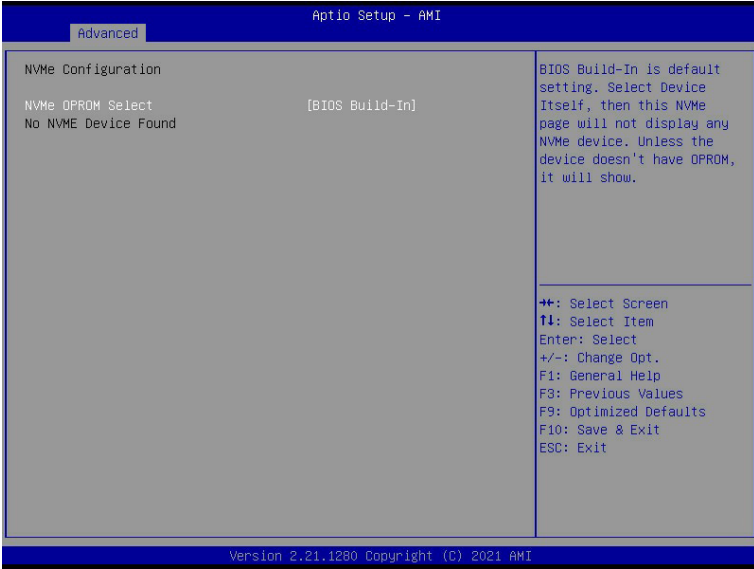 Aptio Setup – AMI
Advanced
NVMe Configuration
NVMe OPROM Select [BIOS Build-In]
No NVME Device Found
BIOS Build-In is default
setting. Select Device
Itself, then this NVMe
page will not display any
NVMe device. Unless the
device doesn't have OPROM,
it will show.
→←: Select Screen
↑↓: Select Item
Enter: Select
+/-: Change Opt.
F1: General Help
F3: Previous Values
F9: Optimized Defaults
F10: Save & Exit
ESC: Exit
Version 2.21.1280 Copyright (C) 2021 AMI